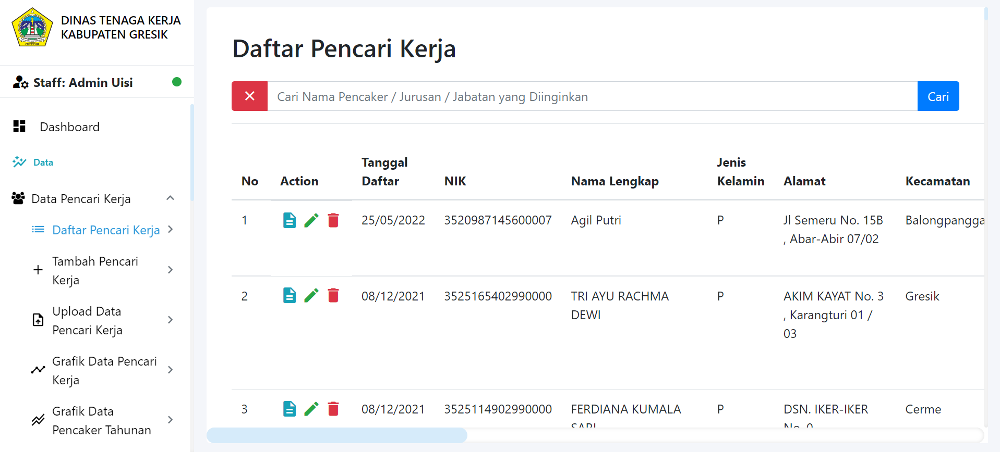 DINAS TENAGA KERJA
KABUPATEN GRESIK
GRESIK
Staff: Admin Uisi
Dashboard
Data
Data Pencari Kerja
Daftar Pencari Kerja
Tambah Pencari
Kerja
Upload Data
Pencari Kerja
Grafik Data Pencari
Kerja
Grafik Data
Pencaker Tahunan
Daftar Pencari Kerja
Cari Nama Pencaker / Jurusan / Jabatan yang Diinginkan
Cari
No Action Tanggal Daftar NIK Nama Lengkap Jenis Kelamin Alamat Kecamatan
1 25/05/2022 3520987145600007 Agil Putri P Jl Semeru No. 15B Balongpangga
, Abar-Abir 07/02
2 08/12/2021 3525165402990000 TRI AYU RACHMA P AKIM KAYAT No. 3 Gresik
DEWI , Karangturi 01 /
03
3 08/12/2021 3525114902990000 FERDIANA KUMALA P DSN. IKER-IKER Cerme
SARI No. 0